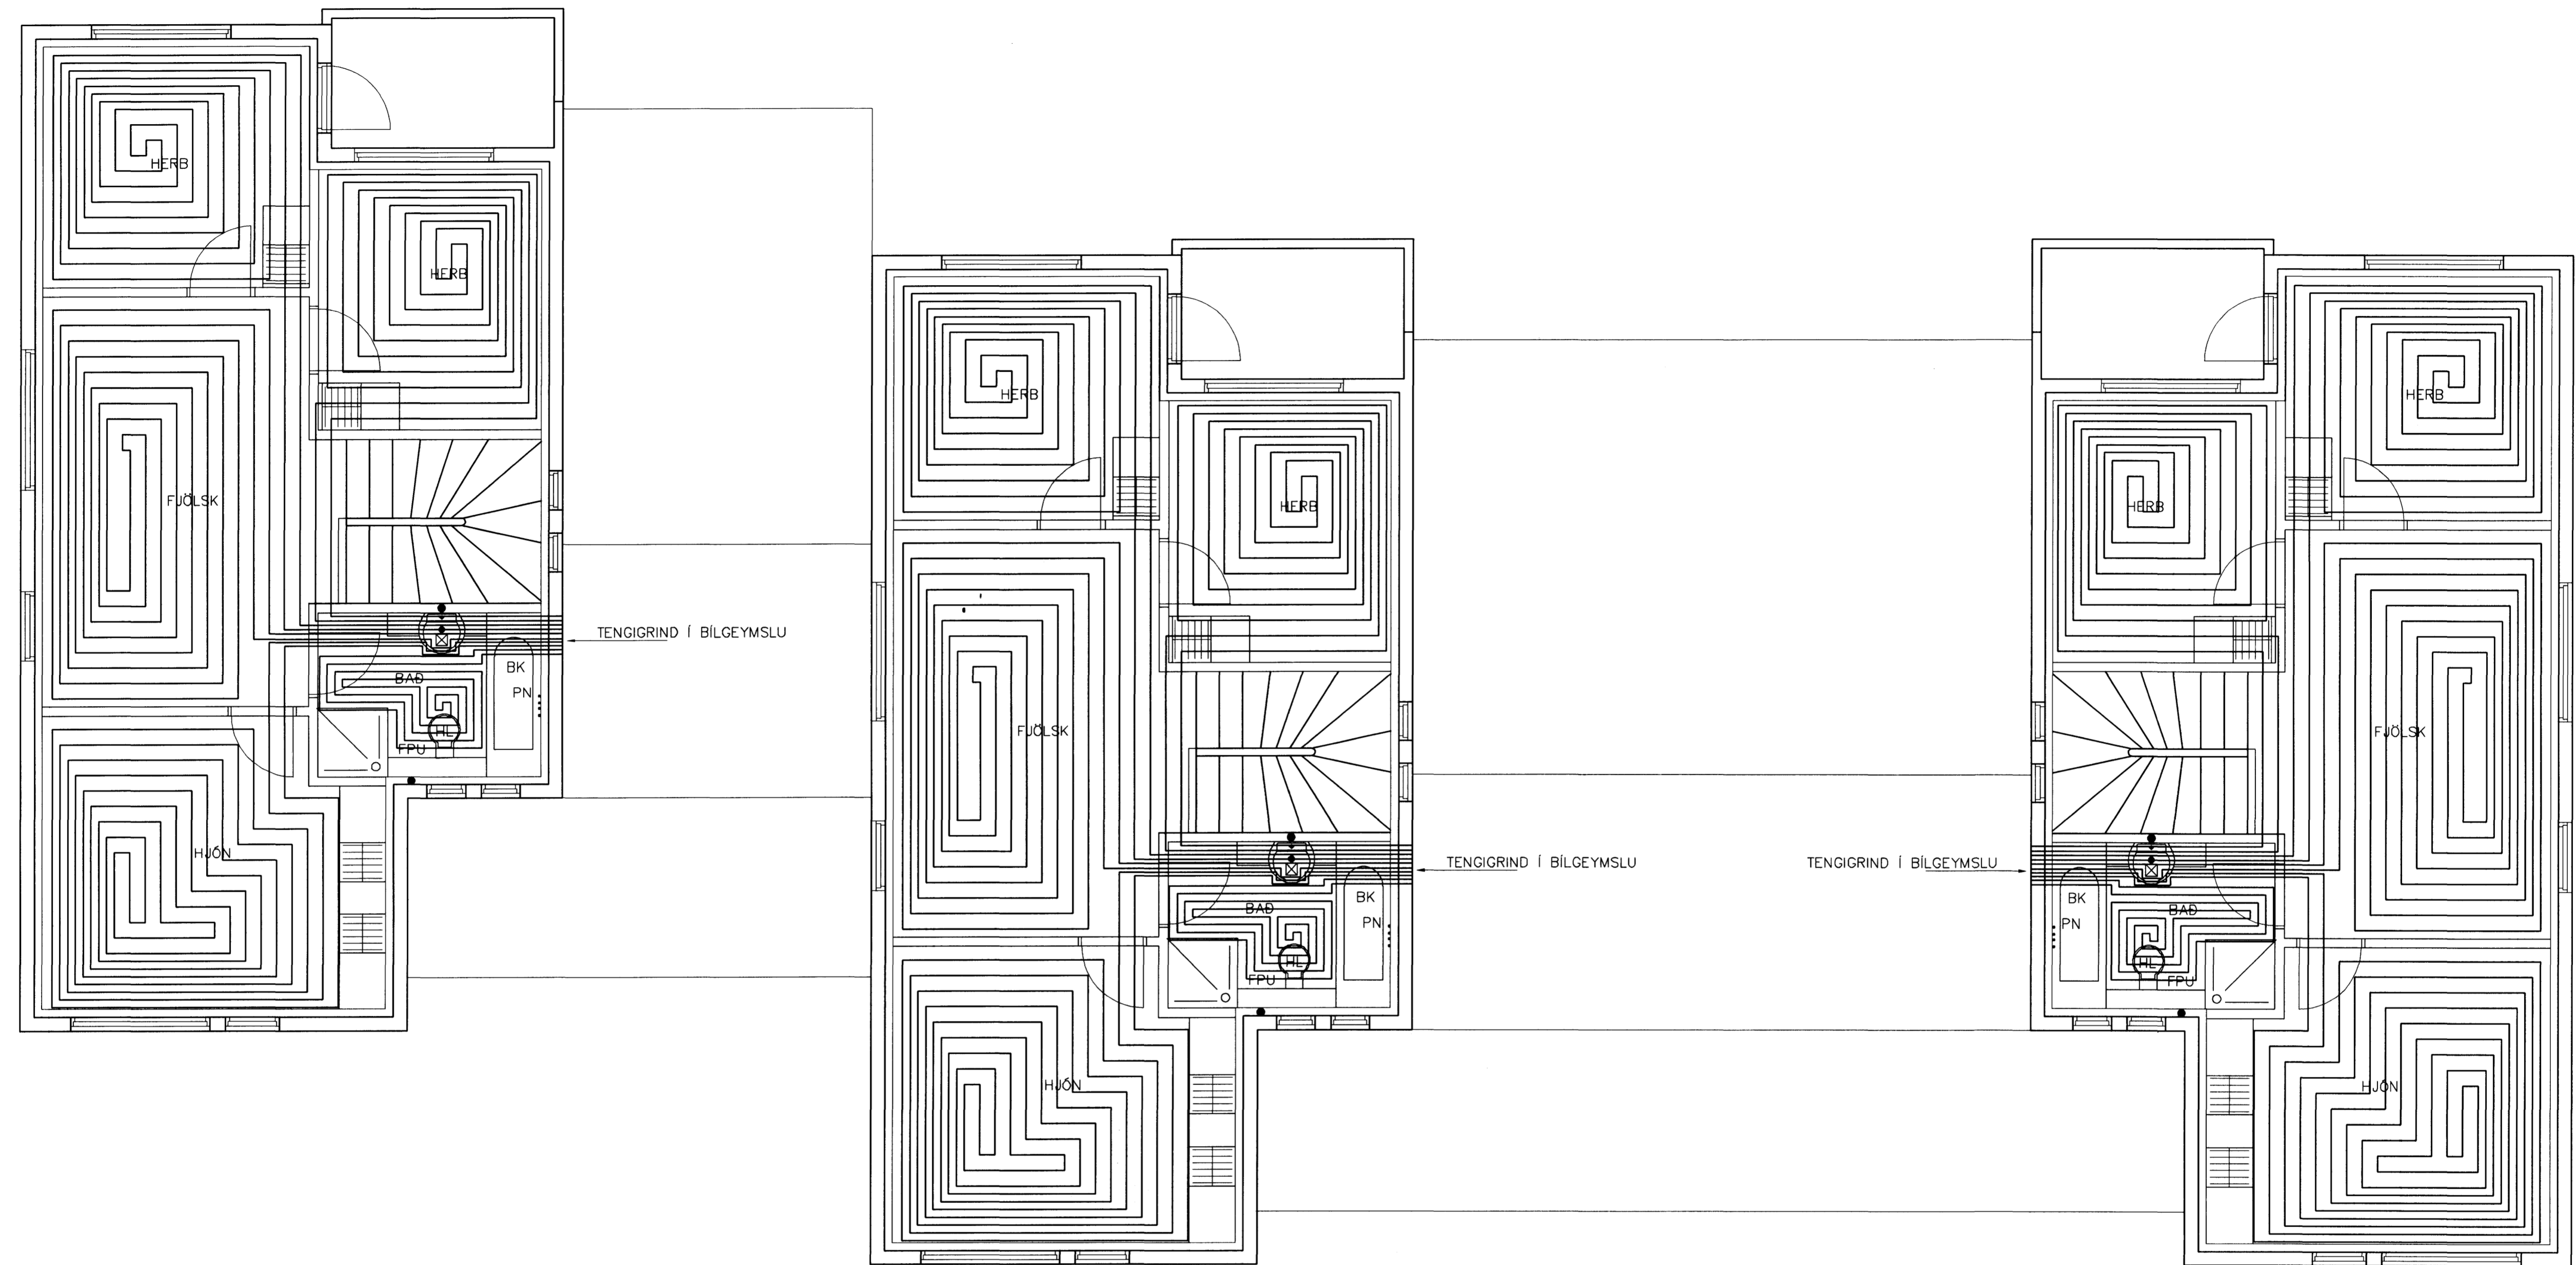 HERB
HERB
FJÖLSK
TENGIGRIND Í BÍLGEYMSLU
BK
BAÐ
PN
HL
FPU
HJÓN
HERB
HERB
FJÖLSK
TENGIGRIND Í BÍLGEYMSLU
BK
BAÐ
PN
HL
FPU
HJÓN
HERB
HERB
FJÖLSK
TENGIGRIND Í BÍLGEYMSLU
BK
BAÐ
PN
HL
FPU
HJÓN